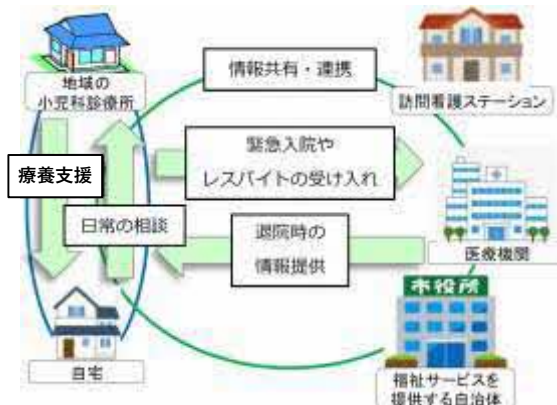 地域の
小児科診療所
情報共有・連携
訪問看護ステーション
緊急入院や
レスパイトの受け入れ
療養支援
日常の相談
退院時の
情報提供
医療機関
市役所
自宅
福祉サービスを
提供する自治体